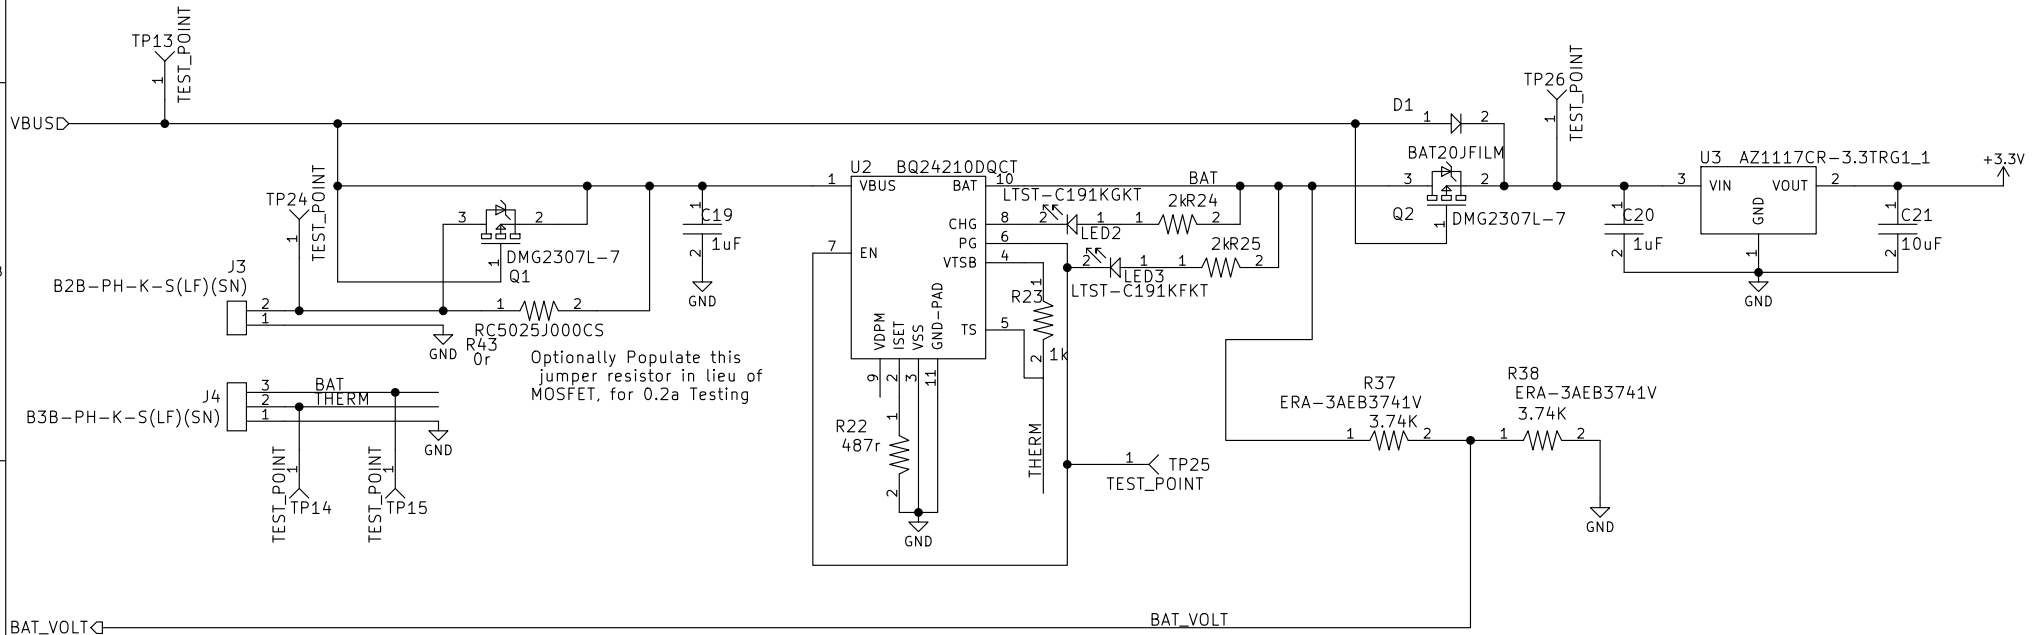 TP13
TEST_POINT
1
VBUS
TP24
TEST_POINT
1
3
2
1
DMG2307L-7
Q1
1
C19
1uF
2
GND
J3
B2B-PH-K-S(LF)(SN)
2
1
GND
1
2
RC5025J000CS
R43
0r
Optionally Populate this
jumper resistor in lieu of
MOSFET, for 0.2a Testing
J4
B3B-PH-K-S(LF)(SN)
3
2
1
BAT
THERM
GND
1
TEST_POINT
TP14
1
TEST_POINT
TP15
U2
BQ24210DQCT
1
VBUS
BAT
10
BAT
7
EN
CHG
8
PG
6
VTSB
4
TS
5
VDPM
ISET
VSS
GND-PAD
9
2
3
11
LTST-C191KGKT
2
LED2
1
1
2kR24
2
2
LED3
1
1
2kR25
2
LTST-C191KFKT
1
R23
2
1k
THERM
R22
487r
1
2
GND
1
TP25
TEST_POINT
D1
1
2
BAT20JFILM
3
2
Q2
1
DMG2307L-7
TP26
TEST_POINT
1
1
C20
1uF
2
U3
AZ1117CR-3.3TRG1_1
3
VIN
VOUT
2
GND
1
GND
+3.3V
1
C21
10uF
2
R37
ERA-3AEB3741V
3.74K
1
2
R38
ERA-3AEB3741V
3.74K
1
2
GND
BAT_VOLT
BAT_VOLT